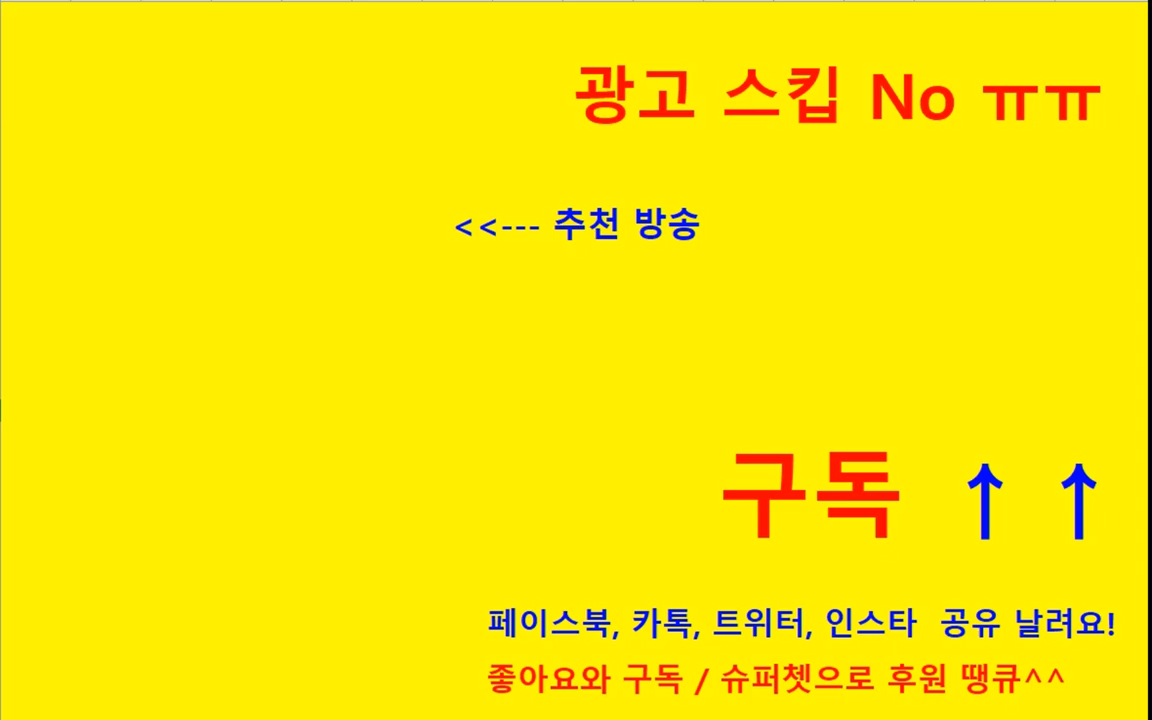 광고 스킵 No ㅠㅠ
<<--- 추천 방송
구독 ↑ ↑
페이스북, 카톡, 트위터, 인스타 공유 날려요!
좋아요와 구독 / 슈퍼쳇으로 후원 땡큐^^